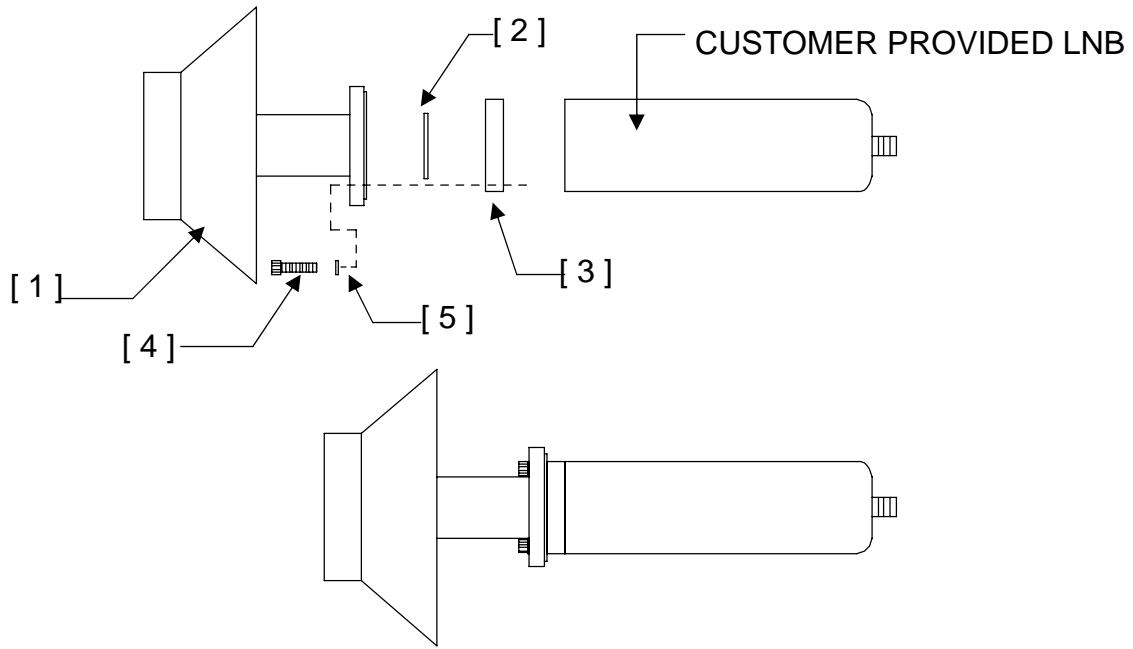 [ 2 ]
CUSTOMER PROVIDED LNB
[ 1 ]
[ 3 ]
[ 5 ]
[ 4 ]